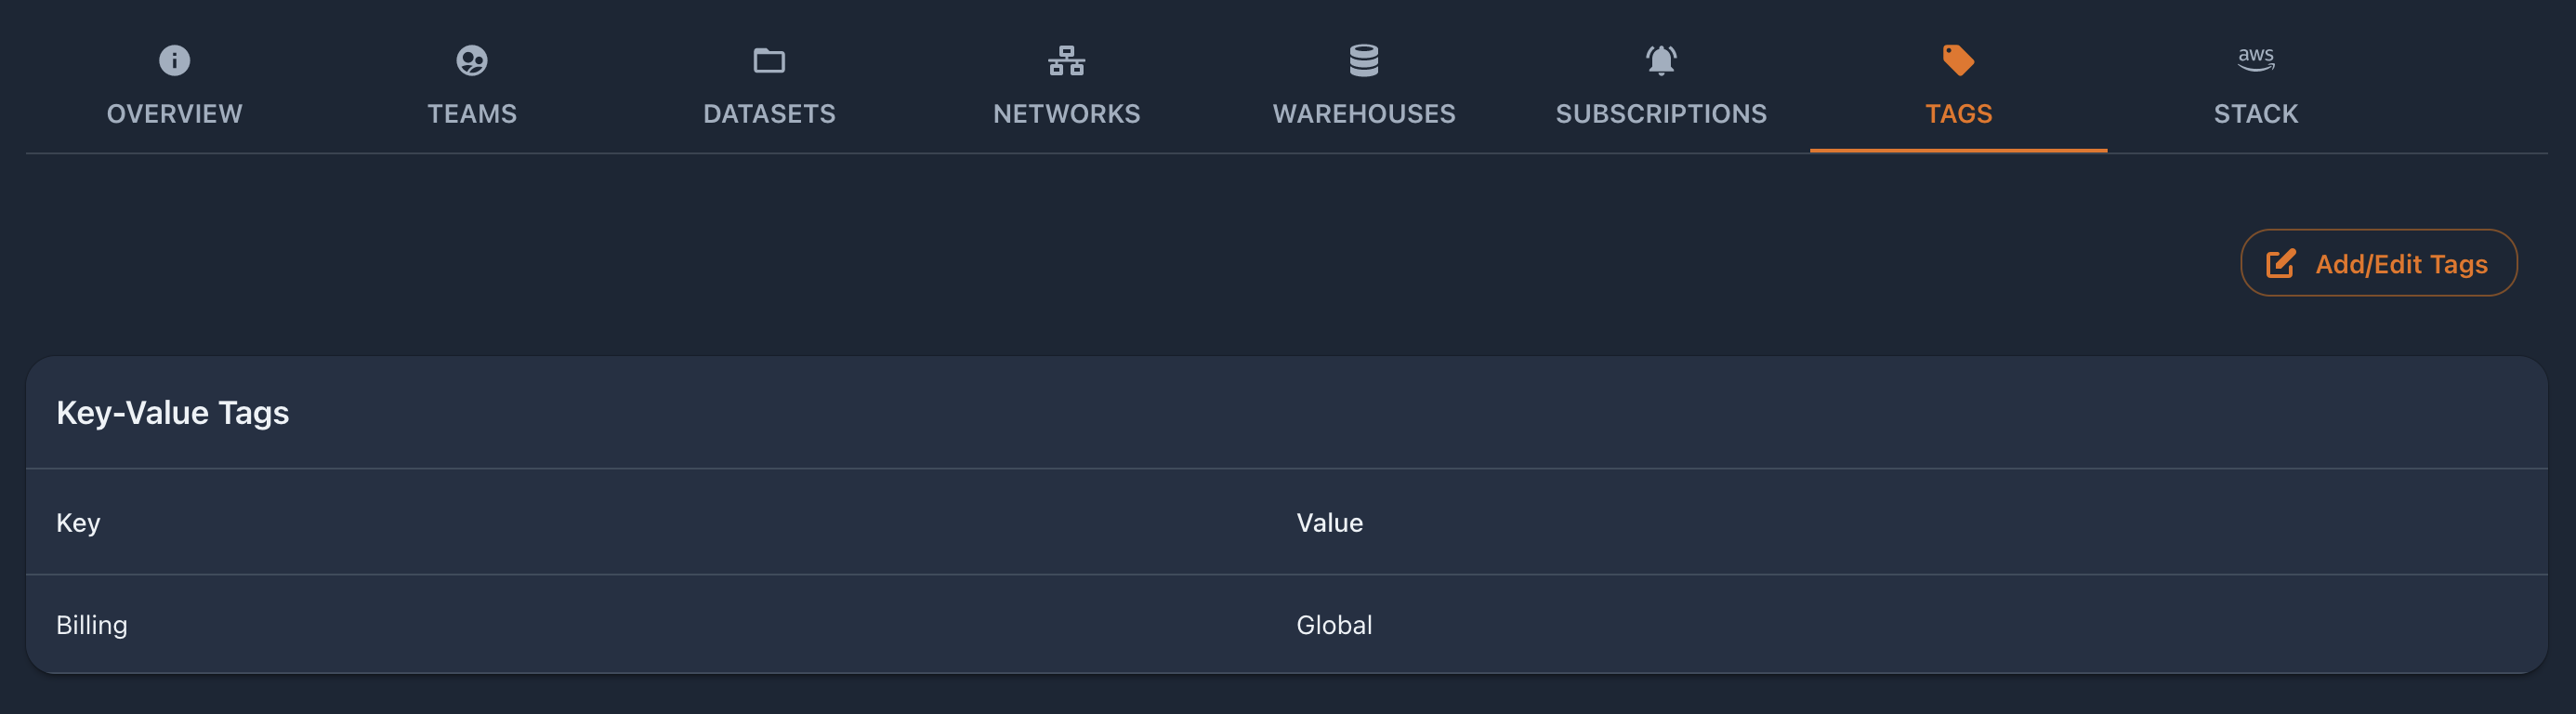 aws
OVERVIEW TEAMS DATASETS NETWORKS WAREHOUSES SUBSCRIPTIONS TAGS STACK
Add/Edit Tags
Key-Value Tags
Key Value
Billing Global